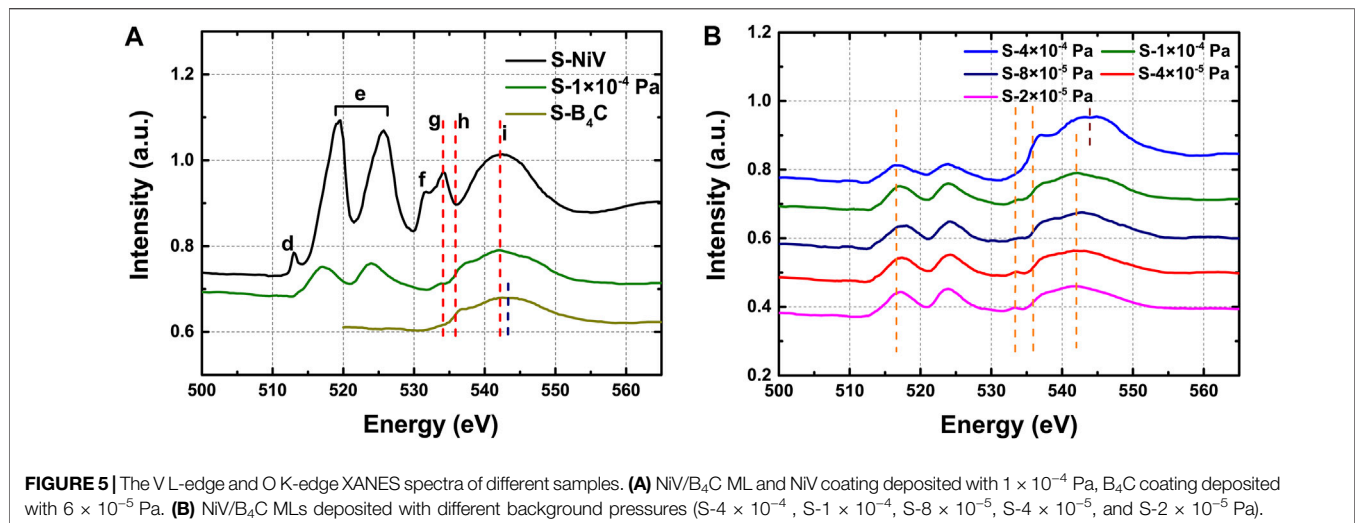 A
B
S-NiV
S-1×10⁻⁴ Pa
S-B₄C
d
e
f
g
h
i
1.2
1.0
0.8
0.6
Intensity (a.u.)
500 510 520 530 540 550 560
Energy (eV)
S-4×10⁻⁴ Pa S-1×10⁻⁴ Pa
S-8×10⁻⁵ Pa S-4×10⁻⁵ Pa
S-2×10⁻⁵ Pa
1.2
1.0
0.8
0.6
0.4
0.2
Intensity (a.u.)
500 510 520 530 540 550 560
Energy (eV)
FIGURE 5 | The V L-edge and O K-edge XANES spectra of different samples. (A) NiV/B₄C ML and NiV coating deposited with 1 × 10⁻⁴ Pa, B₄C coating deposited
with 6 × 10⁻⁵ Pa. (B) NiV/B₄C MLs deposited with different background pressures (S-4 × 10⁻⁴ , S-1 × 10⁻⁴, S-8 × 10⁻⁵, S-4 × 10⁻⁵, and S-2 × 10⁻⁵ Pa).